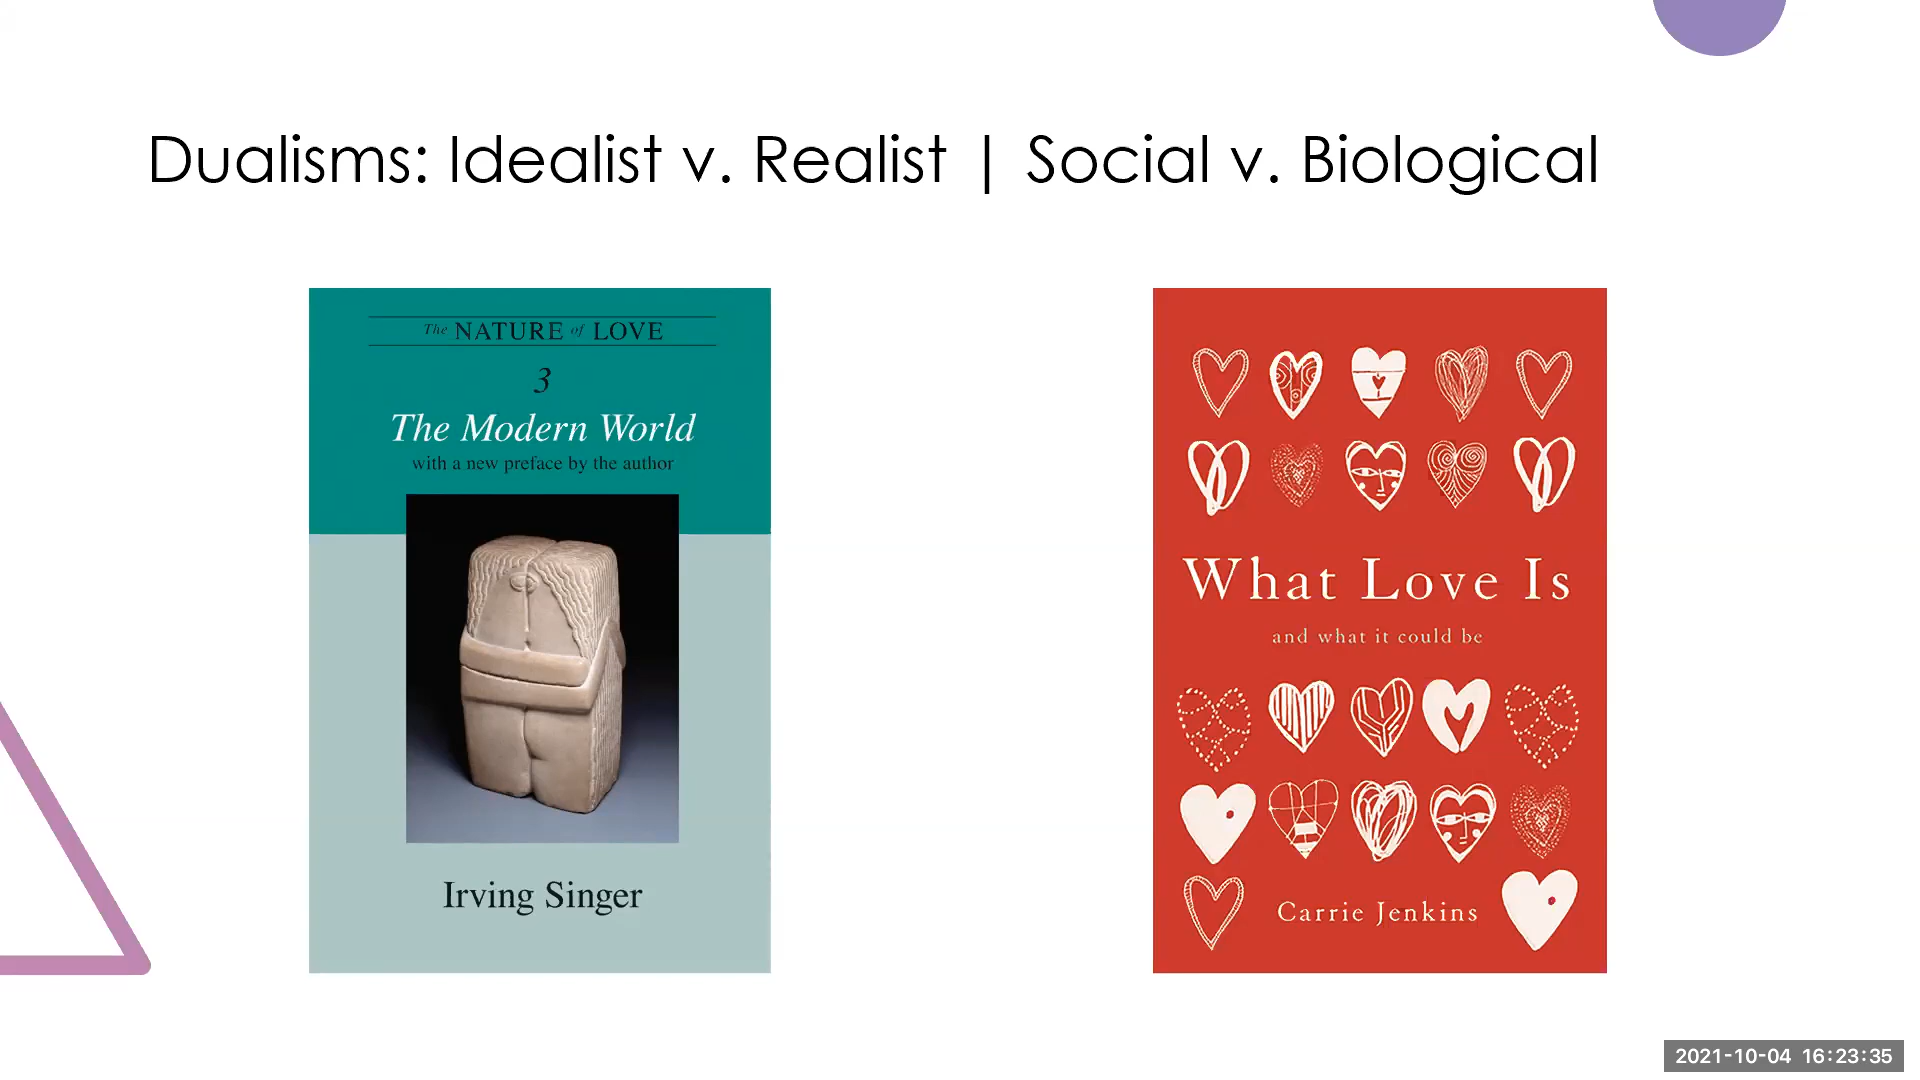 Dualisms: Idealist v. Realist | Social v. Biological
The NATURE of LOVE
3
The Modern World
with a new preface by the author
Irving Singer
What Love Is
and what it could be
Carrie Jenkins
2021-10-04 16:23:35